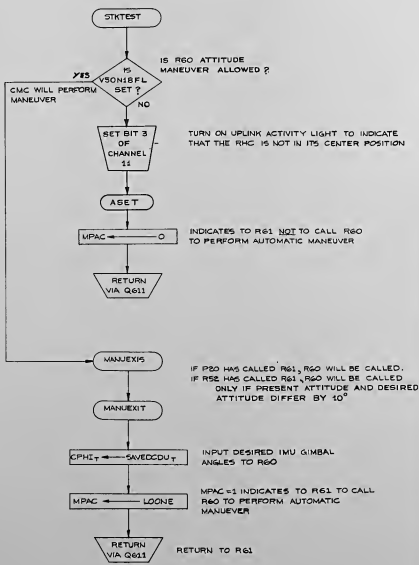 STKTEST
IS R60 ATTITUDE
MANEUVER ALLOWED?
IS
V50N18FL
SET?
YES
CMC WILL PERFORM
MANEUVER
NO
SET BIT 3
OF
CHANNEL
11
TURN ON UPLINK ACTIVITY LIGHT TO INDICATE
THAT THE RHC IS NOT IN ITS CENTER POSITION
ASET
INDICATES TO R61 NOT TO CALL R60
TO PERFORM AUTOMATIC MANEUVER
MPAC ← 0
RETURN
VIA Q611
MANUEXIS
IF P20 HAS CALLED R61, R60 WILL BE CALLED.
IF R52 HAS CALLED R61, R60 WILL BE CALLED
ONLY IF PRESENT ATTITUDE AND DESIRED
ATTITUDE DIFFER BY 10°
MANUEXIT
CPHIT ← SAVEDCDUT
INPUT DESIRED IMU GIMBAL
ANGLES TO R60
MPAC ← LOONE
MPAC=1 INDICATES TO R61 TO CALL
R60 TO PERFORM AUTOMATIC
MANUEVER
RETURN
VIA Q611
RETURN TO R61